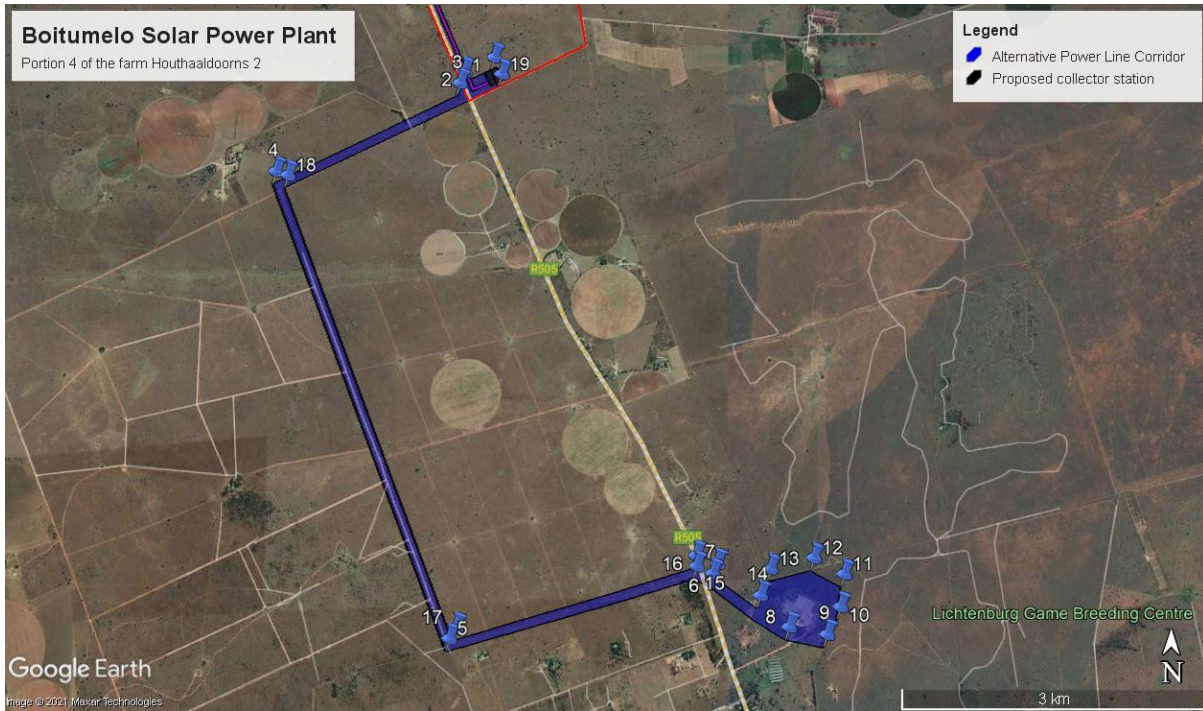 Boitumelo Solar Power Plant
Portion 4 of the farm Houthaaldoorns 2
Legend
Alternative Power Line Corridor
Proposed collector station
3
1
19
2
4
18
R505
R505
16
7
6
15
13
12
11
14
8
9
10
17
5
Lichtenburg Game Breeding Centre
N
Google Earth
Image © 2021 Maxar Technologies
3 km